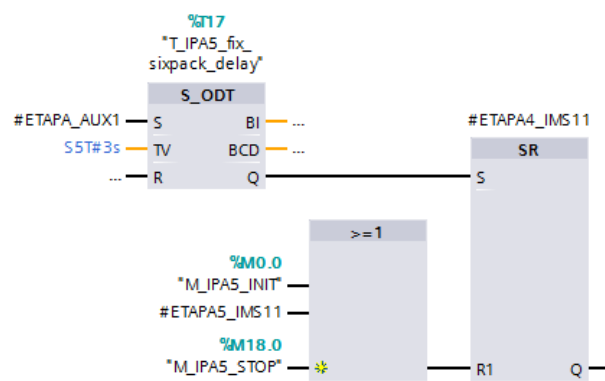 %T17
"T_IPA5_fix_
sixpack_delay"
S_ODT
#ETAPA_AUX1 S BI ...
S5T#3s TV BCD ...
... R Q
#ETAPA4_IMS11
SR
S
>=1
%M0.0
"M_IPA5_INIT"
#ETAPA5_IMS11
%M18.0
"M_IPA5_STOP"
R1 Q